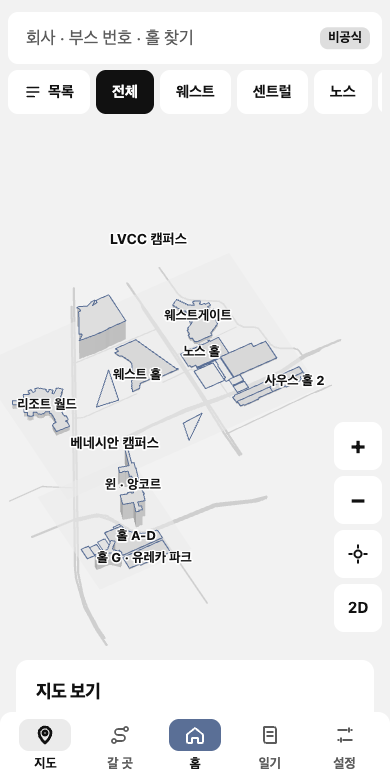 회사 · 부스 번호 · 홀 찾기
비공식
목록
전체
웨스트
센트럴
노스
LVCC 캠퍼스
웨스트게이트
노스 홀
웨스트 홀
사우스 홀 2
리조트 월드
베네시안 캠퍼스
윈 · 앙코르
홀 A-D
홀 G · 유레카 파크
+
−
2D
지도 보기
지도
갈 곳
홈
일기
설정